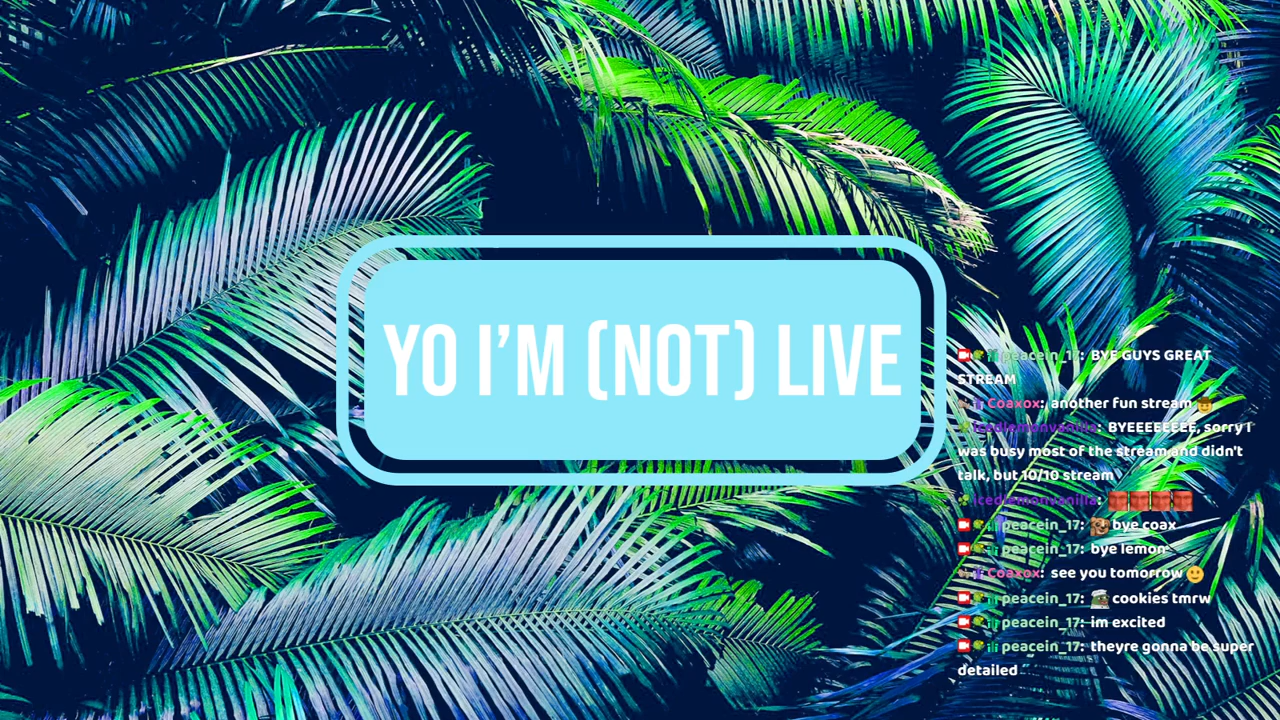 YO I'M (NOT) LIVE
peacein_17: BYE GUYS GREAT
STREAM
Coaxox: another fun stream
icedlemonvanilla: BYEEEEEEEE, sorry I
was busy most of the stream and didn't
talk, but 10/10 stream
icedlemonvanilla:
peacein_17: bye coax
peacein_17: bye lemon
Coaxox: see you tomorrow
peacein_17: cookies tmrw
peacein_17: im excited
peacein_17: theyre gonna be super
detailed